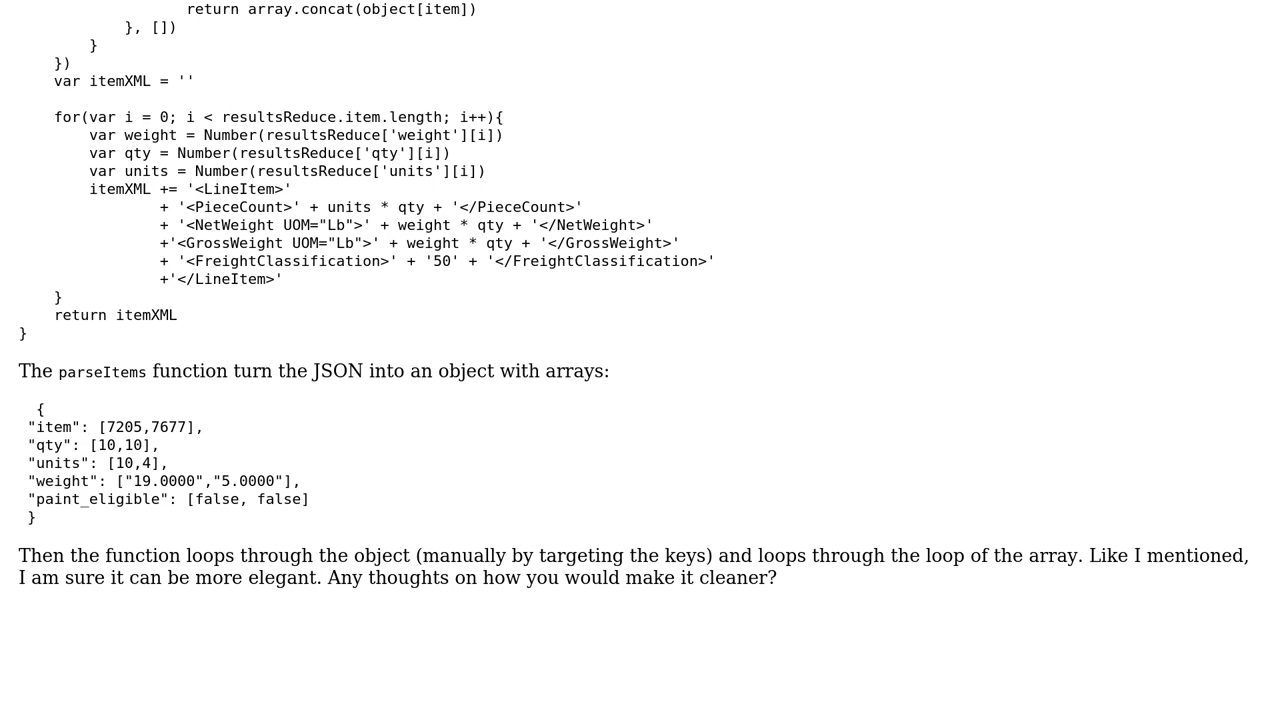 return array.concat(object[item])
}, [])
}
})
var itemXML = ''
for(var i = 0; i < resultsReduce.item.length; i++){
var weight = Number(resultsReduce['weight'][i])
var qty = Number(resultsReduce['qty'][i])
var units = Number(resultsReduce['units'][i])
itemXML += '<LineItem>'
+ '<PieceCount>' + units * qty + '</PieceCount>'
+ '<NetWeight UOM="Lb">' + weight * qty + '</NetWeight>'
+'<GrossWeight UOM="Lb">' + weight * qty + '</GrossWeight>'
+ '<FreightClassification>' + '50' + '</FreightClassification>'
+'</LineItem>'
}
return itemXML
}
The parseItems function turn the JSON into an object with arrays:
{
"item": [7205,7677],
"qty": [10,10],
"units": [10,4],
"weight": ["19.0000","5.0000"],
"paint_eligible": [false, false]
}
Then the function loops through the object (manually by targeting the keys) and loops through the loop of the array. Like I mentioned,
I am sure it can be more elegant. Any thoughts on how you would make it cleaner?